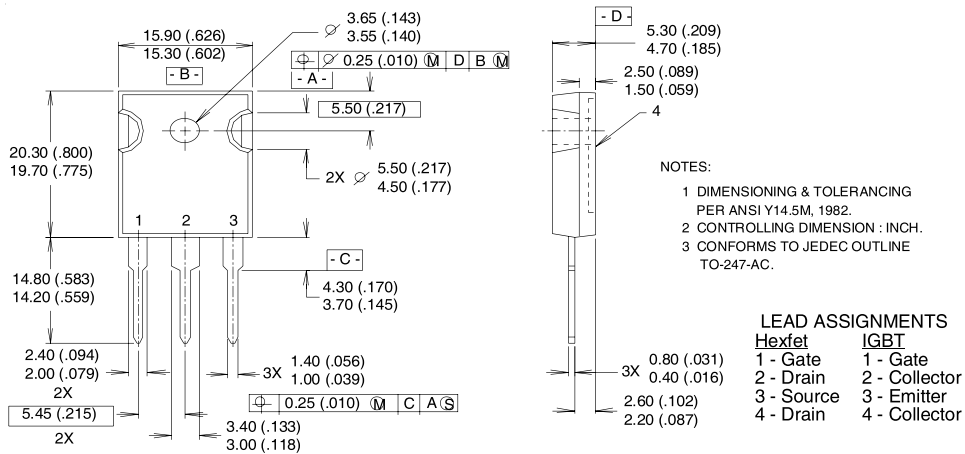 3.65 (.143)
3.55 (.140)
15.90 (.626)
15.30 (.602)
- B -
⌖ ⌀ 0.25 (.010) Ⓜ D B Ⓜ
- A -
5.50 (.217)
20.30 (.800)
19.70 (.775)
2X ⌀ 5.50 (.217)
4.50 (.177)
1 2 3
- C -
14.80 (.583)
14.20 (.559)
4.30 (.170)
3.70 (.145)
2.40 (.094)
2.00 (.079)
2X
5.45 (.215)
2X
3X 1.40 (.056)
1.00 (.039)
⌖ 0.25 (.010) Ⓜ C A Ⓢ
3.40 (.133)
3.00 (.118)
- D -
5.30 (.209)
4.70 (.185)
2.50 (.089)
1.50 (.059)
4
NOTES:
1 DIMENSIONING & TOLERANCING
PER ANSI Y14.5M, 1982.
2 CONTROLLING DIMENSION : INCH.
3 CONFORMS TO JEDEC OUTLINE
TO-247-AC.
3X 0.80 (.031)
0.40 (.016)
2.60 (.102)
2.20 (.087)
LEAD ASSIGNMENTS
Hexfet IGBT
1 - Gate 1 - Gate
2 - Drain 2 - Collector
3 - Source 3 - Emitter
4 - Drain 4 - Collector